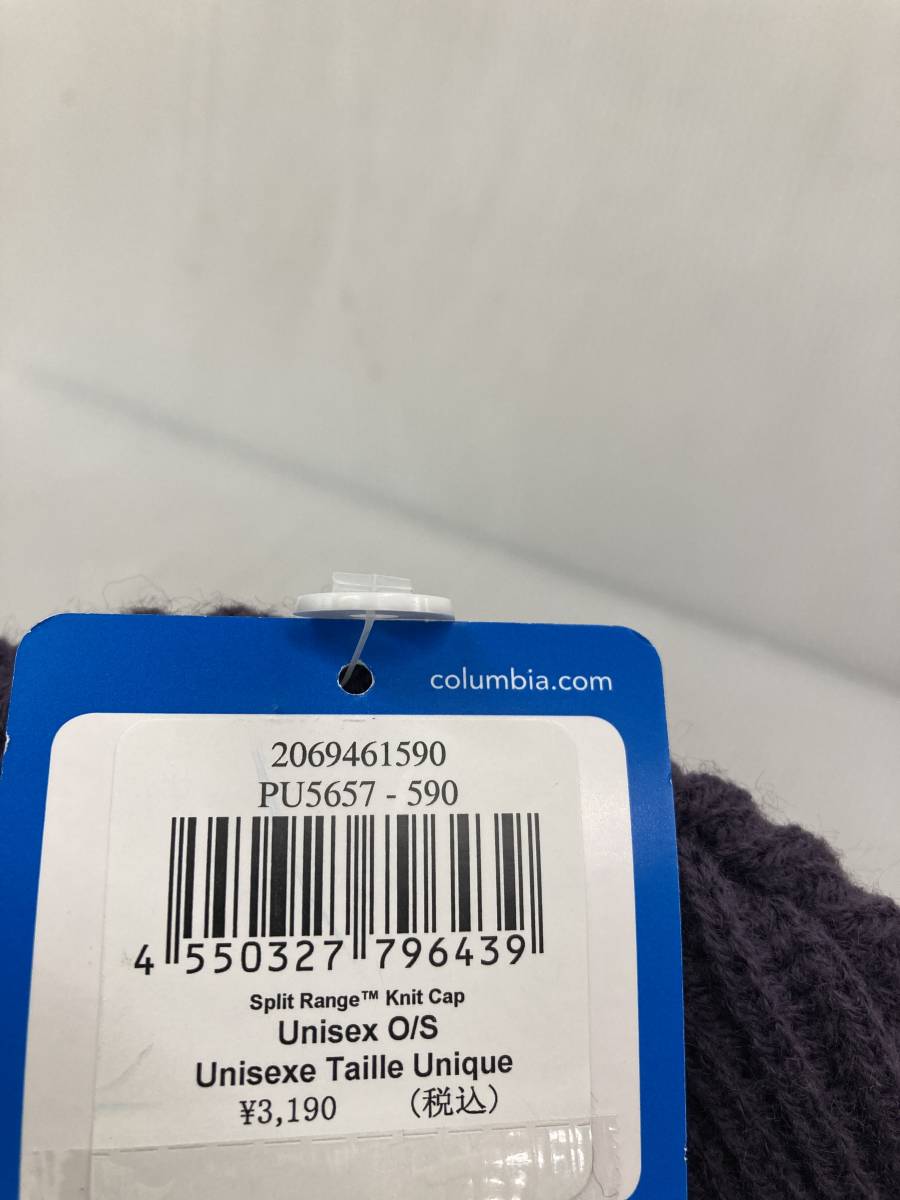 columbia.com
2069461590
PU5657 - 590
4 550327 796439
Split Range™ Knit Cap
Unisex O/S
Unisexe Taille Unique
¥3,190 （税込）